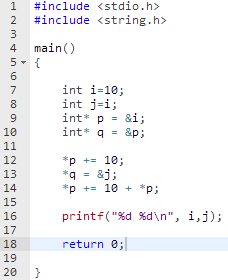 1 #include <stdio.h>
2 #include <string.h>
3
4 main()
5 {
6
7 int i=10;
8 int j=i;
9 int* p = &i;
10 int* q = &p;
11
12 *p += 10;
13 *q = &j;
14 *p += 10 + *p;
15
16 printf("%d %d\n", i,j);
17
18 return 0;
19
20 }